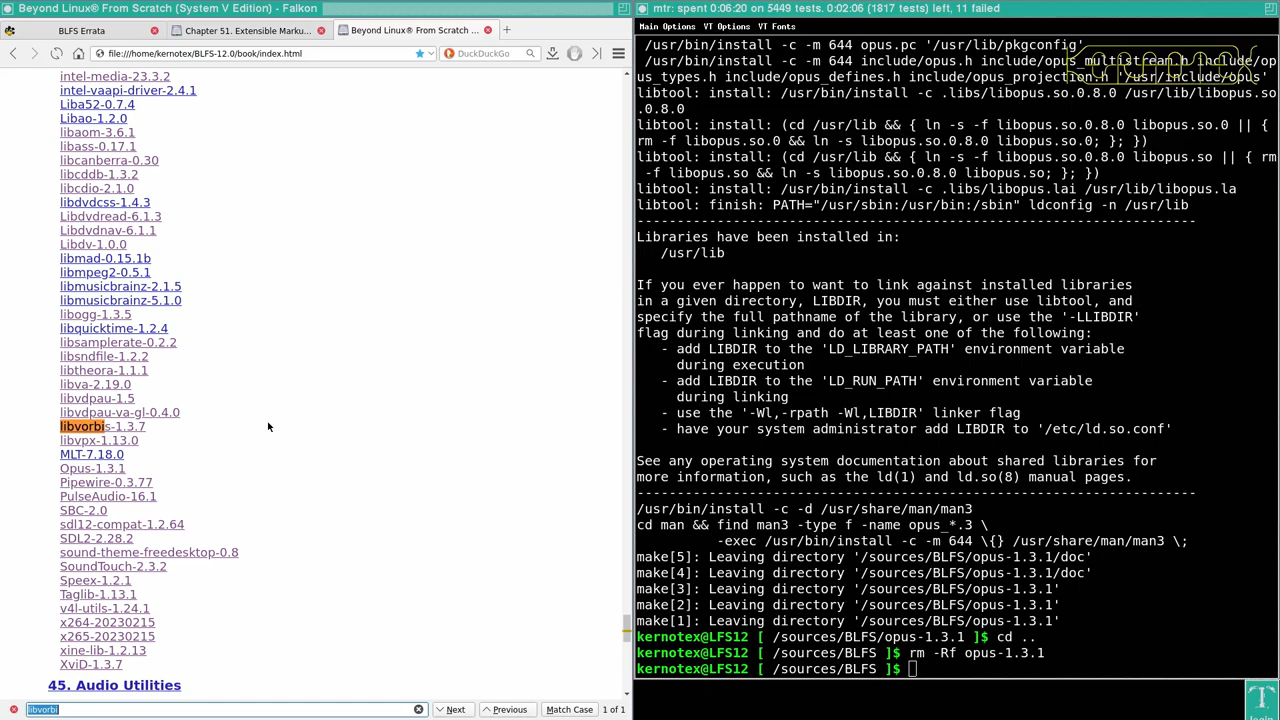 Beyond Linux® From Scratch (System V Edition) - Falkon
BLFS Errata
Chapter 51. Extensible Marku...
Beyond Linux® From Scratch ...
file:///home/kernotex/BLFS-12.0/book/index.html
DuckDuckGo
intel-media-23.3.2
intel-vaapi-driver-2.4.1
Liba52-0.7.4
Libao-1.2.0
libaom-3.6.1
libass-0.17.1
libcanberra-0.30
libcddb-1.3.2
libcdio-2.1.0
libdvdcss-1.4.3
Libdvdread-6.1.3
Libdvdnav-6.1.1
Libdv-1.0.0
libmad-0.15.1b
libmpeg2-0.5.1
libmusicbrainz-2.1.5
libmusicbrainz-5.1.0
libogg-1.3.5
libquicktime-1.2.4
libsamplerate-0.2.2
libsndfile-1.2.2
libtheora-1.1.1
libva-2.19.0
libvdpau-1.5
libvdpau-va-gl-0.4.0
libvorbis-1.3.7
libvpx-1.13.0
MLT-7.18.0
Opus-1.3.1
Pipewire-0.3.77
PulseAudio-16.1
SBC-2.0
sdl12-compat-1.2.64
SDL2-2.28.2
sound-theme-freedesktop-0.8
SoundTouch-2.3.2
Speex-1.2.1
Taglib-1.13.1
v4l-utils-1.24.1
x264-20230215
x265-20230215
xine-lib-1.2.13
XviD-1.3.7
45. Audio Utilities
libvorbi
Next
Previous
Match Case
1 of 1
mtr: spent 0:06:20 on 5449 tests. 0:02:06 (1817 tests) left, 11 failed
Main Options VT Options VT Fonts
/usr/bin/install -c -m 644 opus.pc '/usr/lib/pkgconfig'
/usr/bin/install -c -m 644 include/opus.h include/opus_multistream.h include/op
us_types.h include/opus_defines.h include/opus_projection.h '/usr/include/opus'
libtool: install: /usr/bin/install -c .libs/libopus.so.0.8.0 /usr/lib/libopus.so
.0.8.0
libtool: install: (cd /usr/lib && { ln -s -f libopus.so.0.8.0 libopus.so.0 || {
rm -f libopus.so.0 && ln -s libopus.so.0.8.0 libopus.so.0; }; })
libtool: install: (cd /usr/lib && { ln -s -f libopus.so.0.8.0 libopus.so || { rm
-f libopus.so && ln -s libopus.so.0.8.0 libopus.so; }; })
libtool: install: /usr/bin/install -c .libs/libopus.lai /usr/lib/libopus.la
libtool: finish: PATH="/usr/sbin:/usr/bin:/sbin" ldconfig -n /usr/lib
----------------------------------------------------------------------
Libraries have been installed in:
/usr/lib
If you ever happen to want to link against installed libraries
in a given directory, LIBDIR, you must either use libtool, and
specify the full pathname of the library, or use the '-LLIBDIR'
flag during linking and do at least one of the following:
- add LIBDIR to the 'LD_LIBRARY_PATH' environment variable
during execution
- add LIBDIR to the 'LD_RUN_PATH' environment variable
during linking
- use the '-Wl,-rpath -Wl,LIBDIR' linker flag
- have your system administrator add LIBDIR to '/etc/ld.so.conf'
See any operating system documentation about shared libraries for
more information, such as the ld(1) and ld.so(8) manual pages.
----------------------------------------------------------------------
/usr/bin/install -c -d /usr/share/man/man3
cd man && find man3 -type f -name opus_*.3 \
-exec /usr/bin/install -c -m 644 \{} /usr/share/man/man3 \;
make[5]: Leaving directory '/sources/BLFS/opus-1.3.1/doc'
make[4]: Leaving directory '/sources/BLFS/opus-1.3.1/doc'
make[3]: Leaving directory '/sources/BLFS/opus-1.3.1'
make[2]: Leaving directory '/sources/BLFS/opus-1.3.1'
make[1]: Leaving directory '/sources/BLFS/opus-1.3.1'
kernotex@LFS12 [ /sources/BLFS/opus-1.3.1 ]$ cd ..
kernotex@LFS12 [ /sources/BLFS ]$ rm -Rf opus-1.3.1
kernotex@LFS12 [ /sources/BLFS ]$
kernotex
login